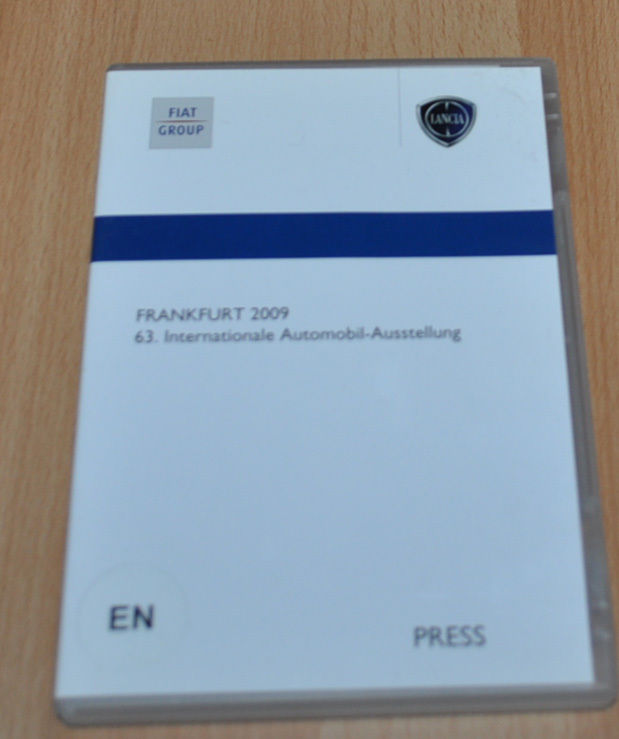 FIAT
GROUP
LANCIA
FRANKFURT 2009
63. Internationale Automobil-Ausstellung
EN
PRESS